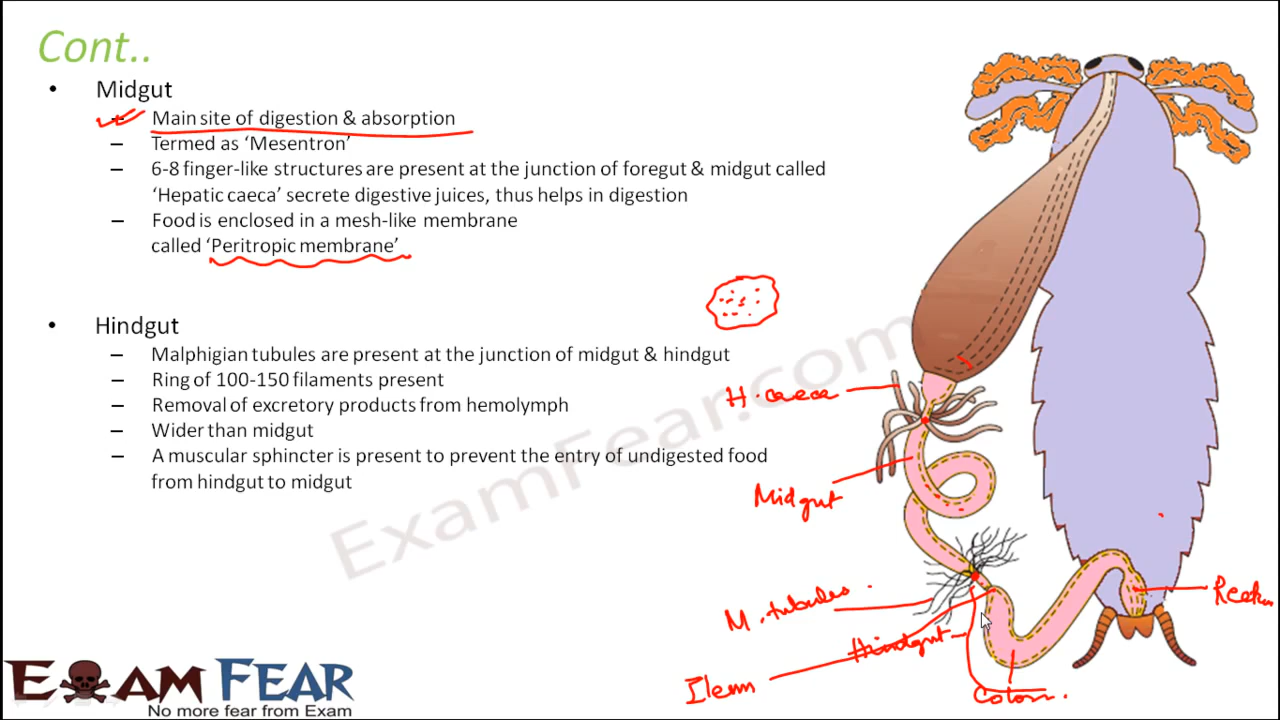 Cont..
• Midgut
– Main site of digestion & absorption
– Termed as ‘Mesentron’
– 6-8 finger-like structures are present at the junction of foregut & midgut called
‘Hepatic caeca’ secrete digestive juices, thus helps in digestion
– Food is enclosed in a mesh-like membrane
called ‘Peritropic membrane’
• Hindgut
– Malphigian tubules are present at the junction of midgut & hindgut
– Ring of 100-150 filaments present
– Removal of excretory products from hemolymph
– Wider than midgut
– A muscular sphincter is present to prevent the entry of undigested food
from hindgut to midgut
H. caeca
Midgut
M. tubules
Hindgut
Ileum
Colon.
ExamFear.com
EXAM FEAR
No more fear from Exam